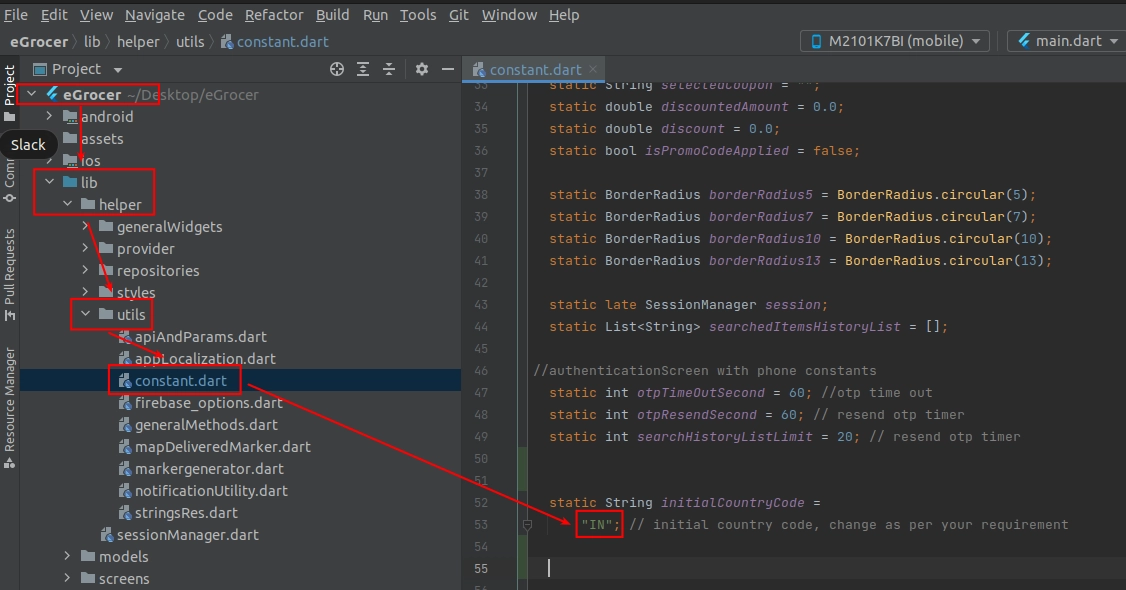 File Edit View Navigate Code Refactor Build Run Tools Git Window Help
eGrocer lib helper utils constant.dart M2101K7BI (mobile) main.dart
Project
Project
constant.dart ×
eGrocer ~/Desktop/eGrocer
android
assets
Slack
ios
lib
helper
generalWidgets
provider
repositories
styles
utils
apiAndParams.dart
appLocalization.dart
constant.dart
firebase_options.dart
generalMethods.dart
mapDeliveredMarker.dart
markergenerator.dart
notificationUtility.dart
stringsRes.dart
sessionManager.dart
models
screens
Pull Requests
Resource Manager
33 static String selectedCoupon = "";
34 static double discountedAmount = 0.0;
35 static double discount = 0.0;
36 static bool isPromoCodeApplied = false;
37
38 static BorderRadius borderRadius5 = BorderRadius.circular(5);
39 static BorderRadius borderRadius7 = BorderRadius.circular(7);
40 static BorderRadius borderRadius10 = BorderRadius.circular(10);
41 static BorderRadius borderRadius13 = BorderRadius.circular(13);
42
43 static late SessionManager session;
44 static List<String> searchedItemsHistoryList = [];
45
46 //authenticationScreen with phone constants
47 static int otpTimeOutSecond = 60; //otp time out
48 static int otpResendSecond = 60; // resend otp timer
49 static int searchHistoryListLimit = 20; // resend otp timer
50
51
52 static String initialCountryCode =
53 "IN"; // initial country code, change as per your requirement
54
55